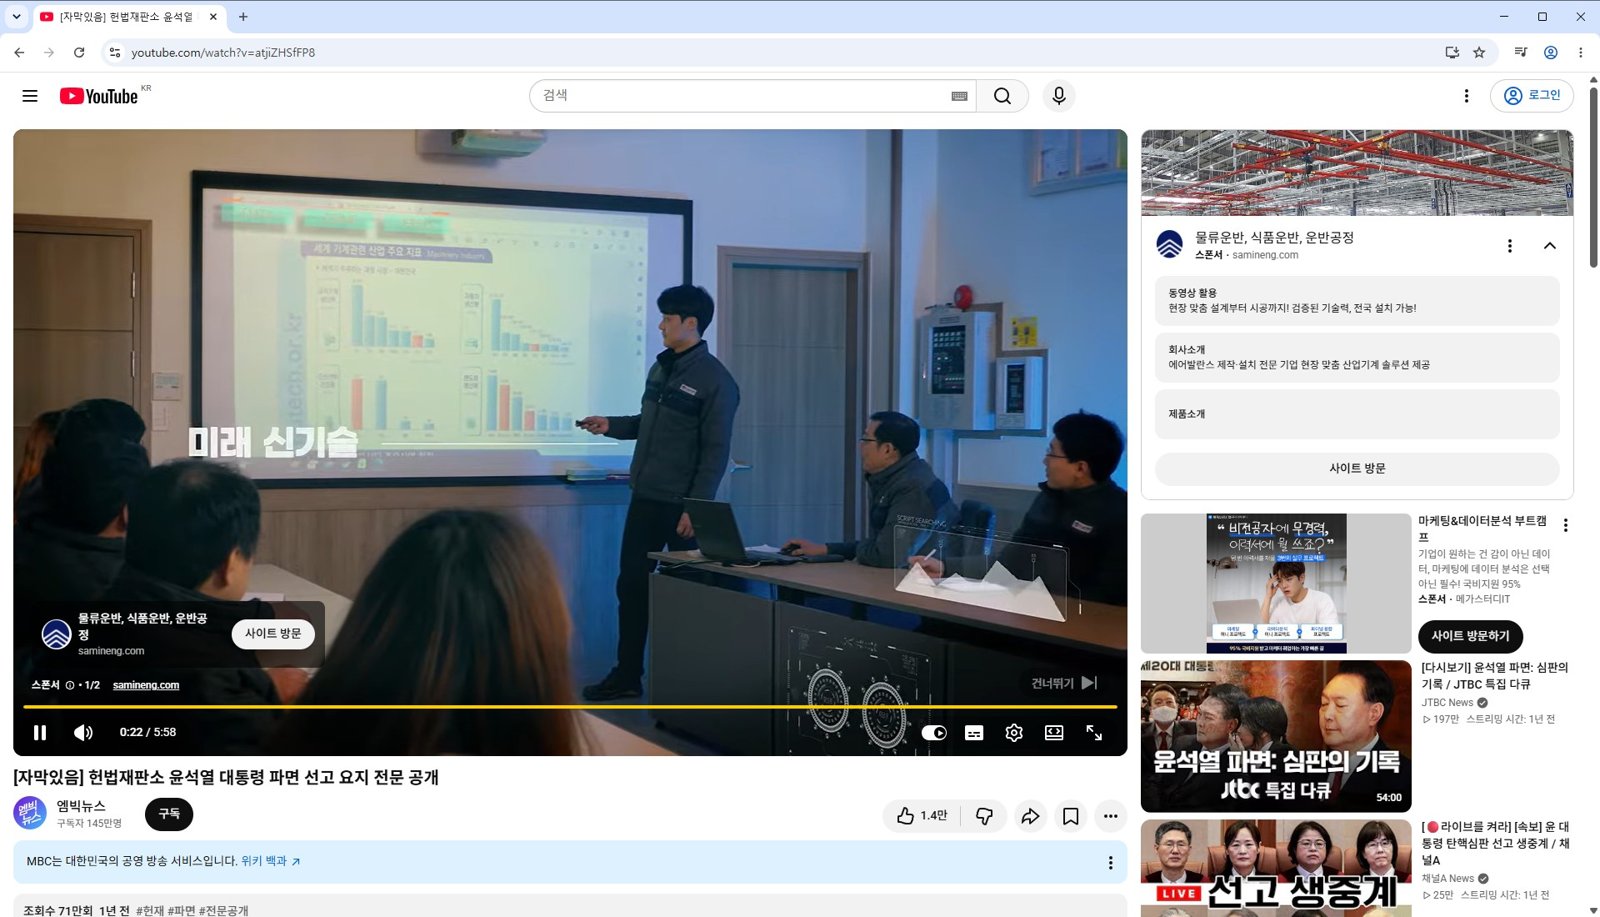 [자막있음] 헌법재판소 윤석열
youtube.com/watch?v=atjiZHSfFP8
YouTube KR
검색
로그인
세계 기계관련 산업 주요 지표 Machinery Industry
미래 신기술
SCRIPT SEARCHING
물류운반, 식품운반, 운반공
정
samineng.com
사이트 방문
스폰서 · 1/2 samineng.com
건너뛰기
0:22 / 5:58
[자막있음] 헌법재판소 윤석열 대통령 파면 선고 요지 전문 공개
엠빅뉴스
엠빅뉴스
구독자 145만명
구독
1.4만
MBC는 대한민국의 공영 방송 서비스입니다. 위키 백과
조회수 71만회 1년 전 #헌재 #파면 #전문공개
물류운반, 식품운반, 운반공정
스폰서 · samineng.com
동영상 활용
현장 맞춤 설계부터 시공까지! 검증된 기술력, 전국 설치 가능!
회사소개
에어발란스 제작·설치 전문 기업 현장 맞춤 산업기계 솔루션 제공
제품소개
사이트 방문
“ 비전공자에 무경력,
이력서에 뭘 쓰죠? ”
마케팅&데이터분석 부트캠
프
기업이 원하는 건 감이 아닌 데이
터, 마케팅에 데이터 분석은 선택
아닌 필수! 국비지원 95%
스폰서 · 메가스터디IT
사이트 방문하기
제20대 대통령
윤석열 파면: 심판의 기록
jtbc 특집 다큐
54:00
[다시보기] 윤석열 파면: 심판의
기록 / JTBC 특집 다큐
JTBC News
197만 스트리밍 시간: 1년 전
LIVE 선고 생중계
[🔴라이브를 켜라] [속보] 윤 대
통령 탄핵심판 선고 생중계 / 채
널A
채널A News
25만 스트리밍 시간: 1년 전